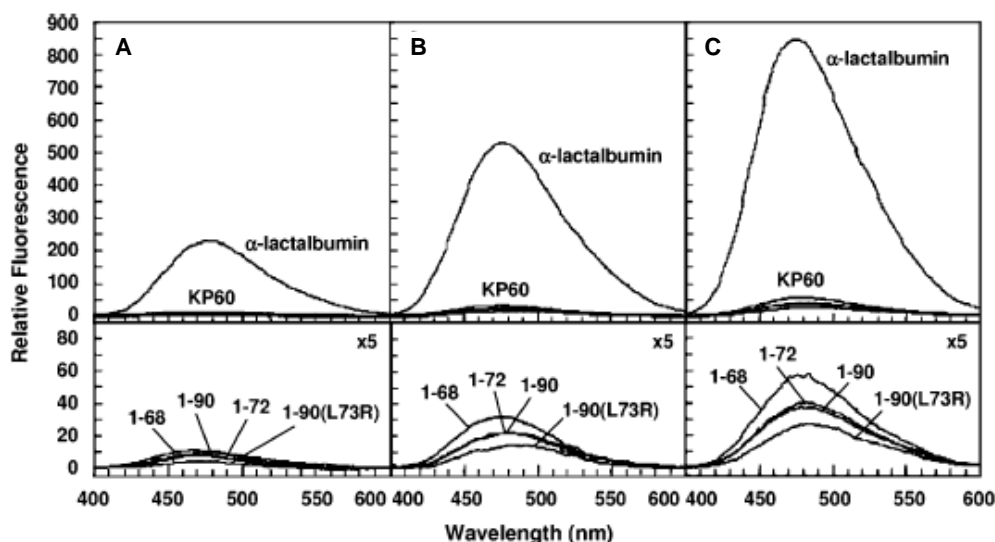 Relative Fluorescence
900
800
700
600
500
400
300
200
100
0
A
α-lactalbumin
KP60
B
α-lactalbumin
KP60
C
α-lactalbumin
KP60
80
60
40
20
0
x5
1-68
1-90
1-72
1-90(L73R)
x5
1-68
1-72
1-90
1-90(L73R)
x5
1-68
1-72
1-90
1-90(L73R)
400 450 500 550 600 400 450 500 550 600 400 450 500 550 600
Wavelength (nm)